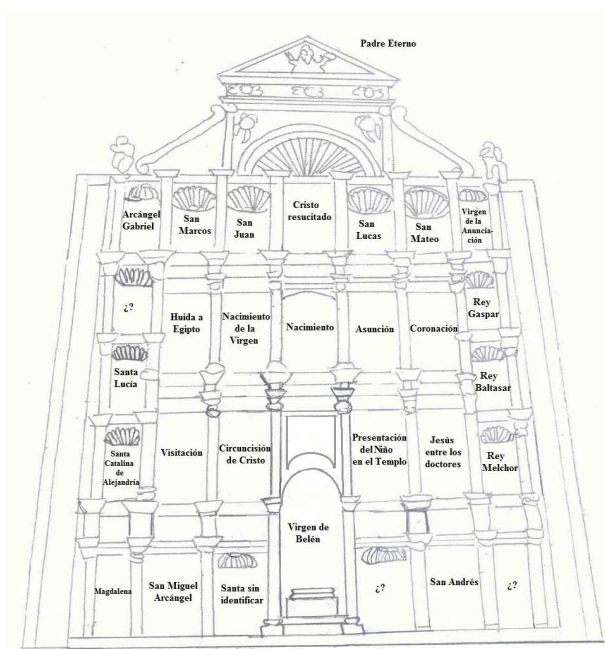 Padre Eterno
Arcángel
Gabriel
San
Marcos
San
Juan
Cristo
resucitado
San
Lucas
San
Mateo
Virgen
de la
Anuncia-
ción
¿?
Huida a
Egipto
Nacimiento
de la
Virgen
Nacimiento
Asunción
Coronación
Rey
Gaspar
Santa
Lucía
Rey
Baltasar
Santa
Catalina
de
Alejandría
Visitación
Circuncisión
de Cristo
Presentación
del Niño
en el Templo
Jesús
entre los
doctores
Rey
Melchor
Magdalena
San Miguel
Arcángel
Santa sin
identificar
Virgen de
Belén
¿?
San Andrés
¿?